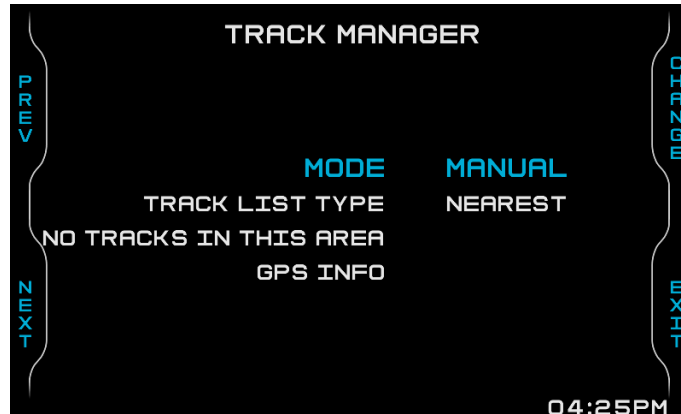 TRACK MANAGER
PREV
CHANGE
MODE MANUAL
TRACK LIST TYPE NEAREST
NO TRACKS IN THIS AREA
GPS INFO
NEXT
EXIT
04:25PM